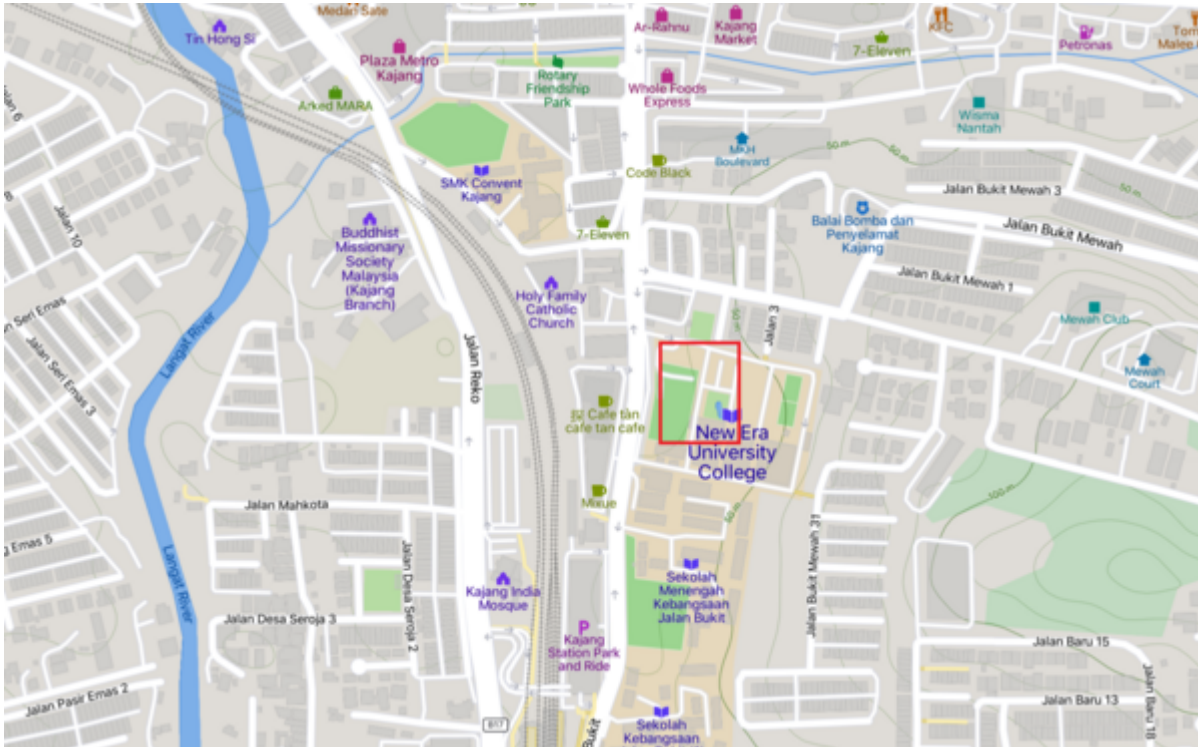 Medan Sate
Tin Hong Si
Plaza Metro
Kajang
Arked MARA
Rotary
Friendship
Park
Ar-Rahnu
Kajang
Market
7-Eleven
KFC
Petronas
Whole Foods
Express
Wisma
Nantah
MKH
Boulevard
50 m
50 m
Code Black
SMK Convent
Kajang
Jalan Bukit Mewah 3
Jalan 10
Buddhist
Missionary
Society
Malaysia
(Kajang
Branch)
7-Eleven
Balai Bomba dan
Penyelamat
Kajang
Jalan Bukit Mewah
Jalan Bukit Mewah 1
Holy Family
Catholic
Church
Mewah Club
Mewah
Court
Langat River
Jalan Reko
50 m
Jalan 3
Jalan Seri Emas 3
cafe tan cafe
New Era
University
College
Mixue
50 m
100 m
Jalan Mahkota
Langat River
Jalan Desa Seroja 2
Jalan Desa Seroja 3
Kajang India
Mosque
Sekolah
Menengah
Kebangsaan
Jalan Bukit
Jalan Bukit Mewah 31
P
Kajang
Station Park
and Ride
Jalan Baru 15
Jalan Baru 13
Jalan Baru 18
Jalan Pasir Emas 2
B17
Bukit
Sekolah
Kebangsaan